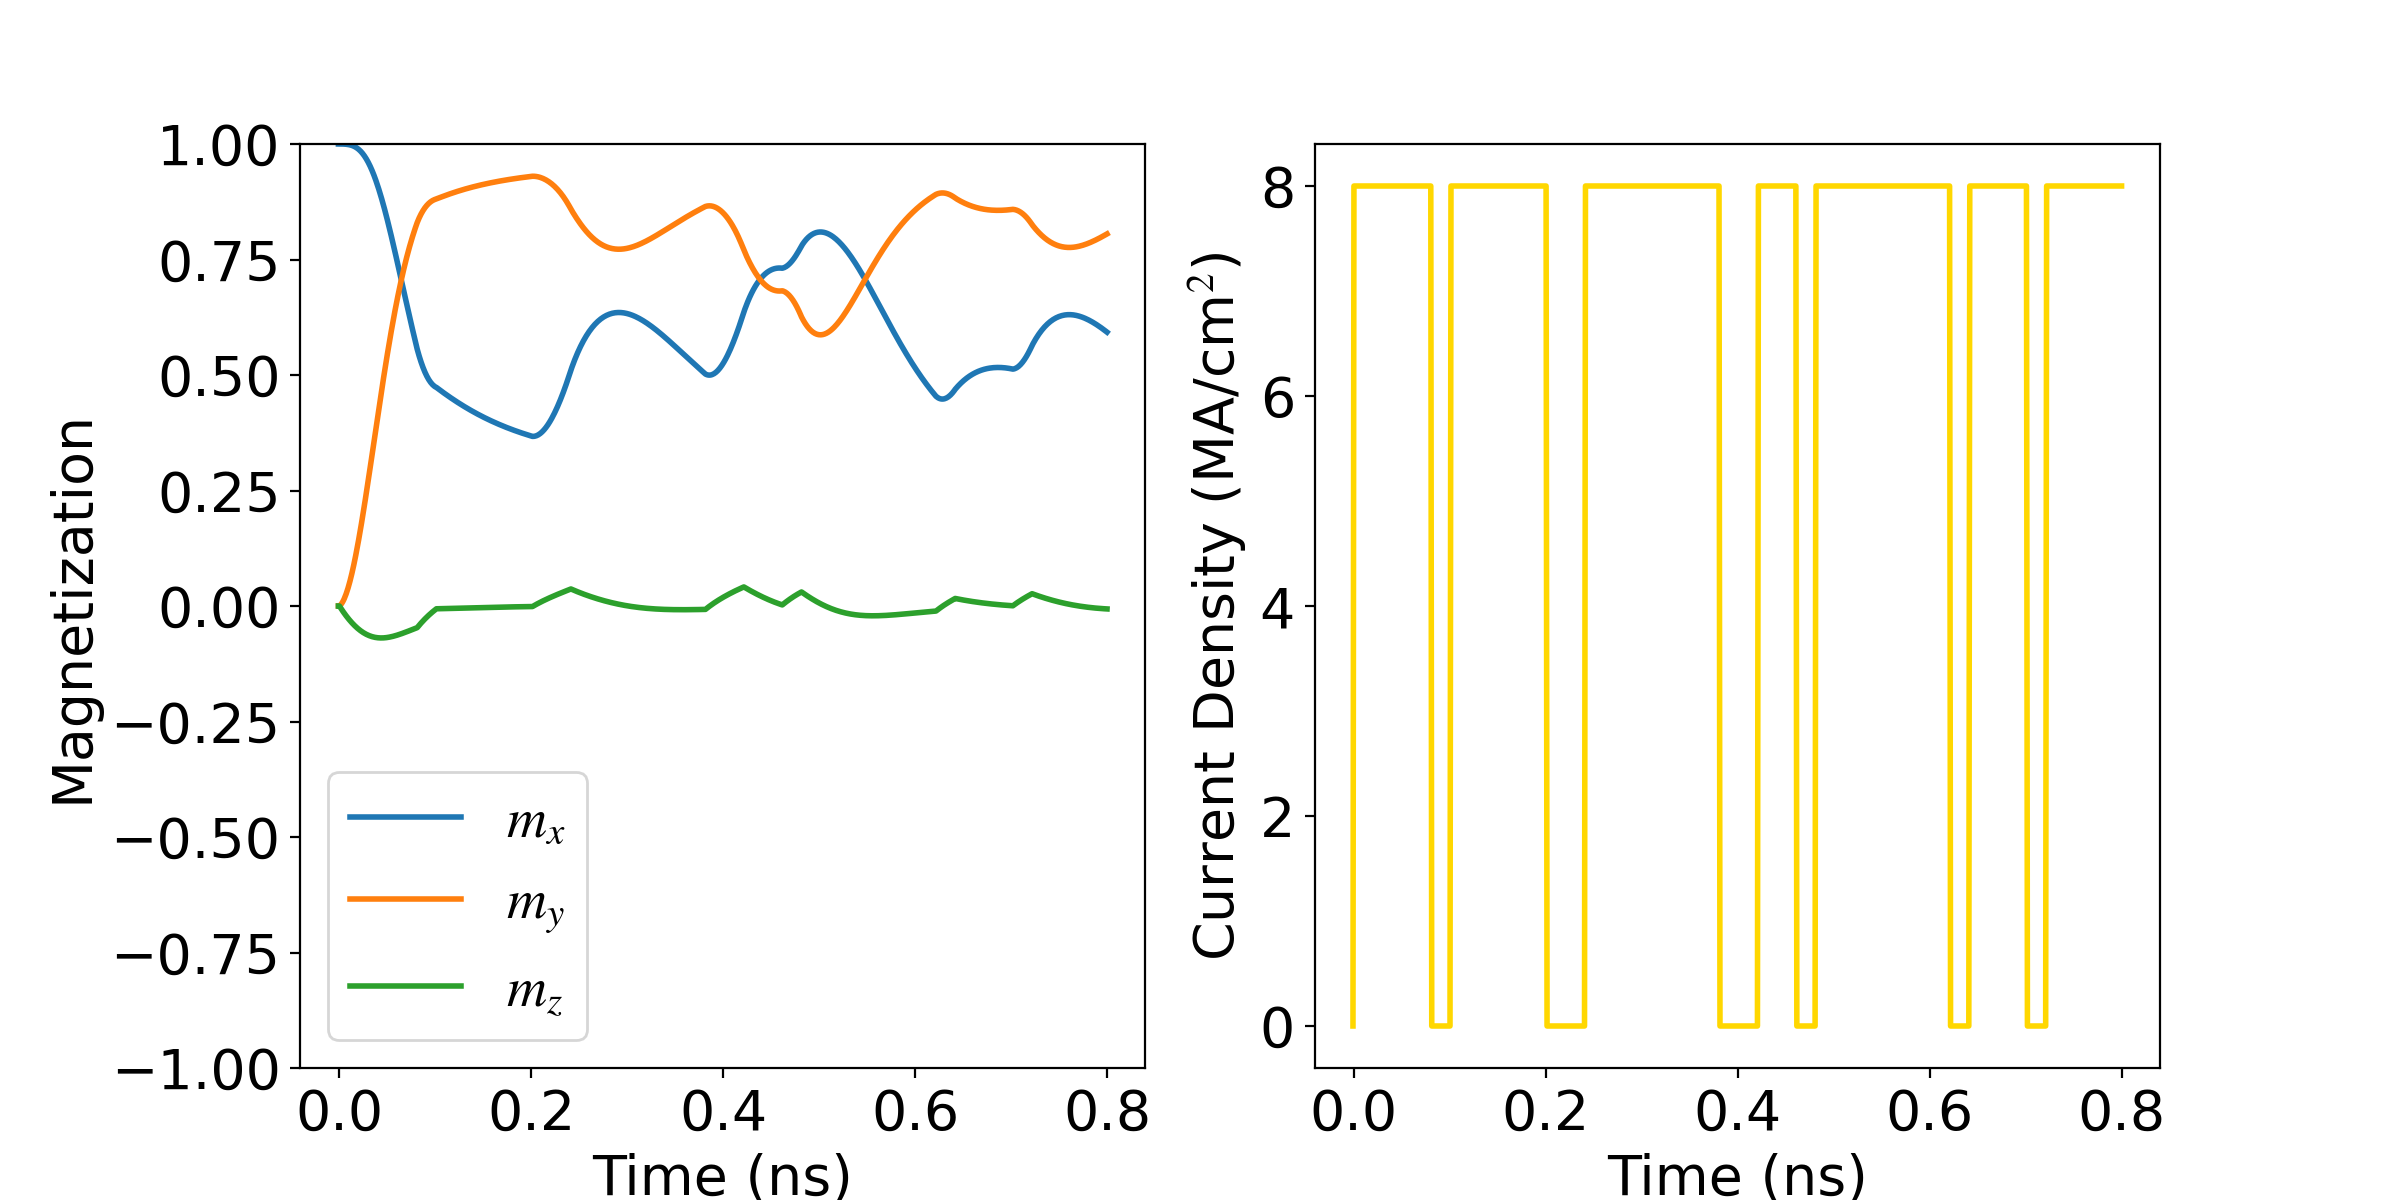 Magnetization
1.00
0.75
0.50
0.25
0.00
−0.25
−0.50
−0.75
−1.00
0.0 0.2 0.4 0.6 0.8
Time (ns)
m_x
m_y
m_z
Current Density (MA/cm²)
8
6
4
2
0
0.0 0.2 0.4 0.6 0.8
Time (ns)